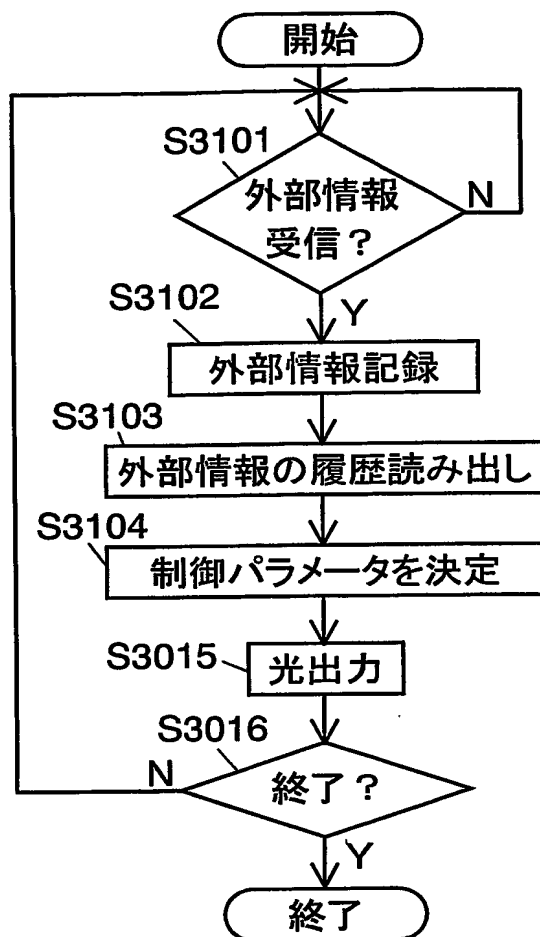 開始
S3101
外部情報
受信？
N
Y
S3102
外部情報記録
S3103
外部情報の履歴読み出し
S3104
制御パラメータを決定
S3015
光出力
S3016
終了？
N
Y
終了